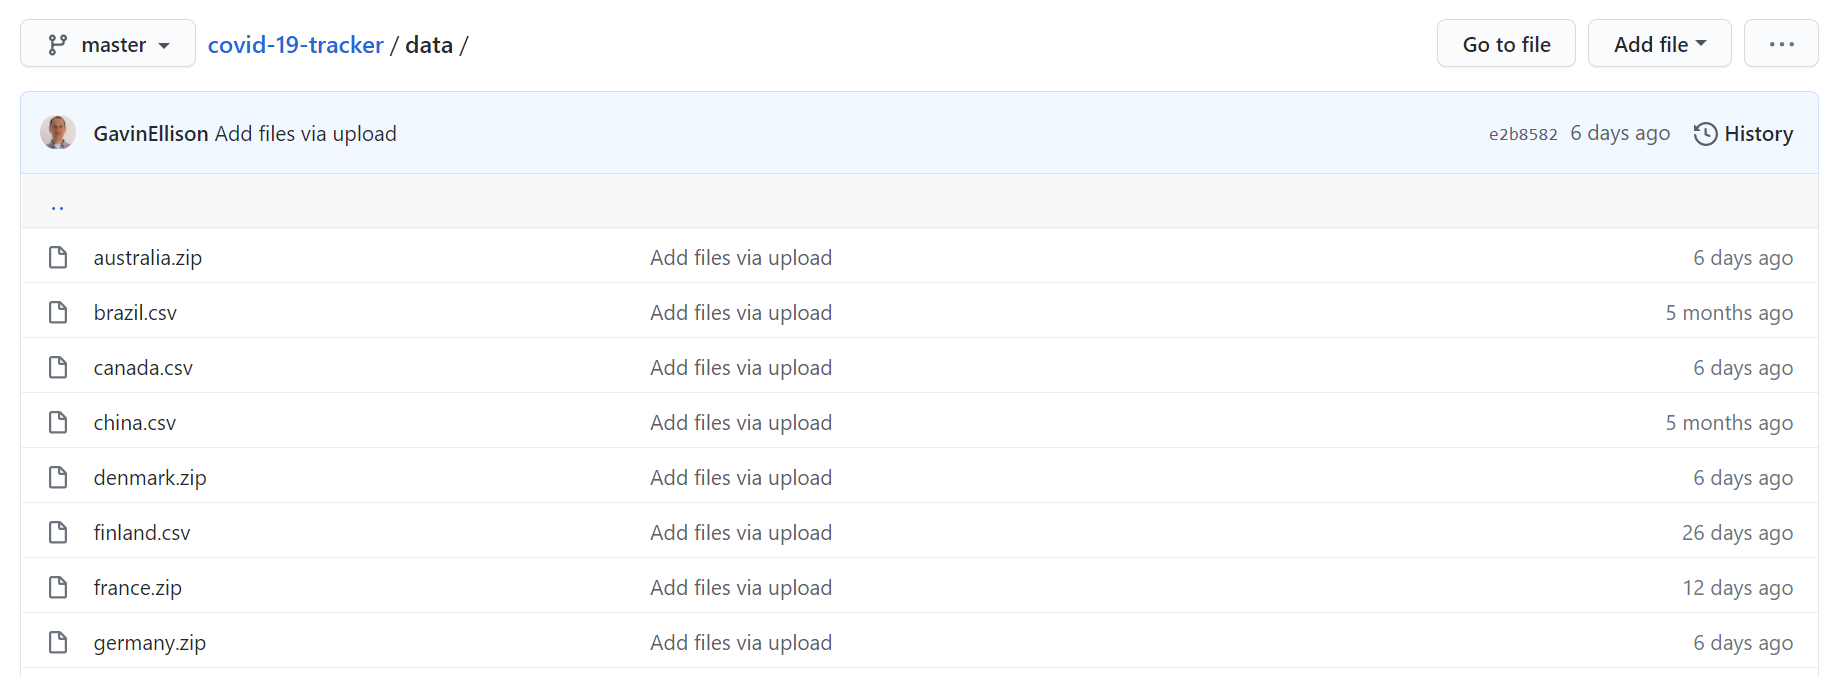 master covid-19-tracker / data / Go to file Add file ...
GavinEllison Add files via upload e2b8582 6 days ago History
..
australia.zip Add files via upload 6 days ago
brazil.csv Add files via upload 5 months ago
canada.csv Add files via upload 6 days ago
china.csv Add files via upload 5 months ago
denmark.zip Add files via upload 6 days ago
finland.csv Add files via upload 26 days ago
france.zip Add files via upload 12 days ago
germany.zip Add files via upload 6 days ago